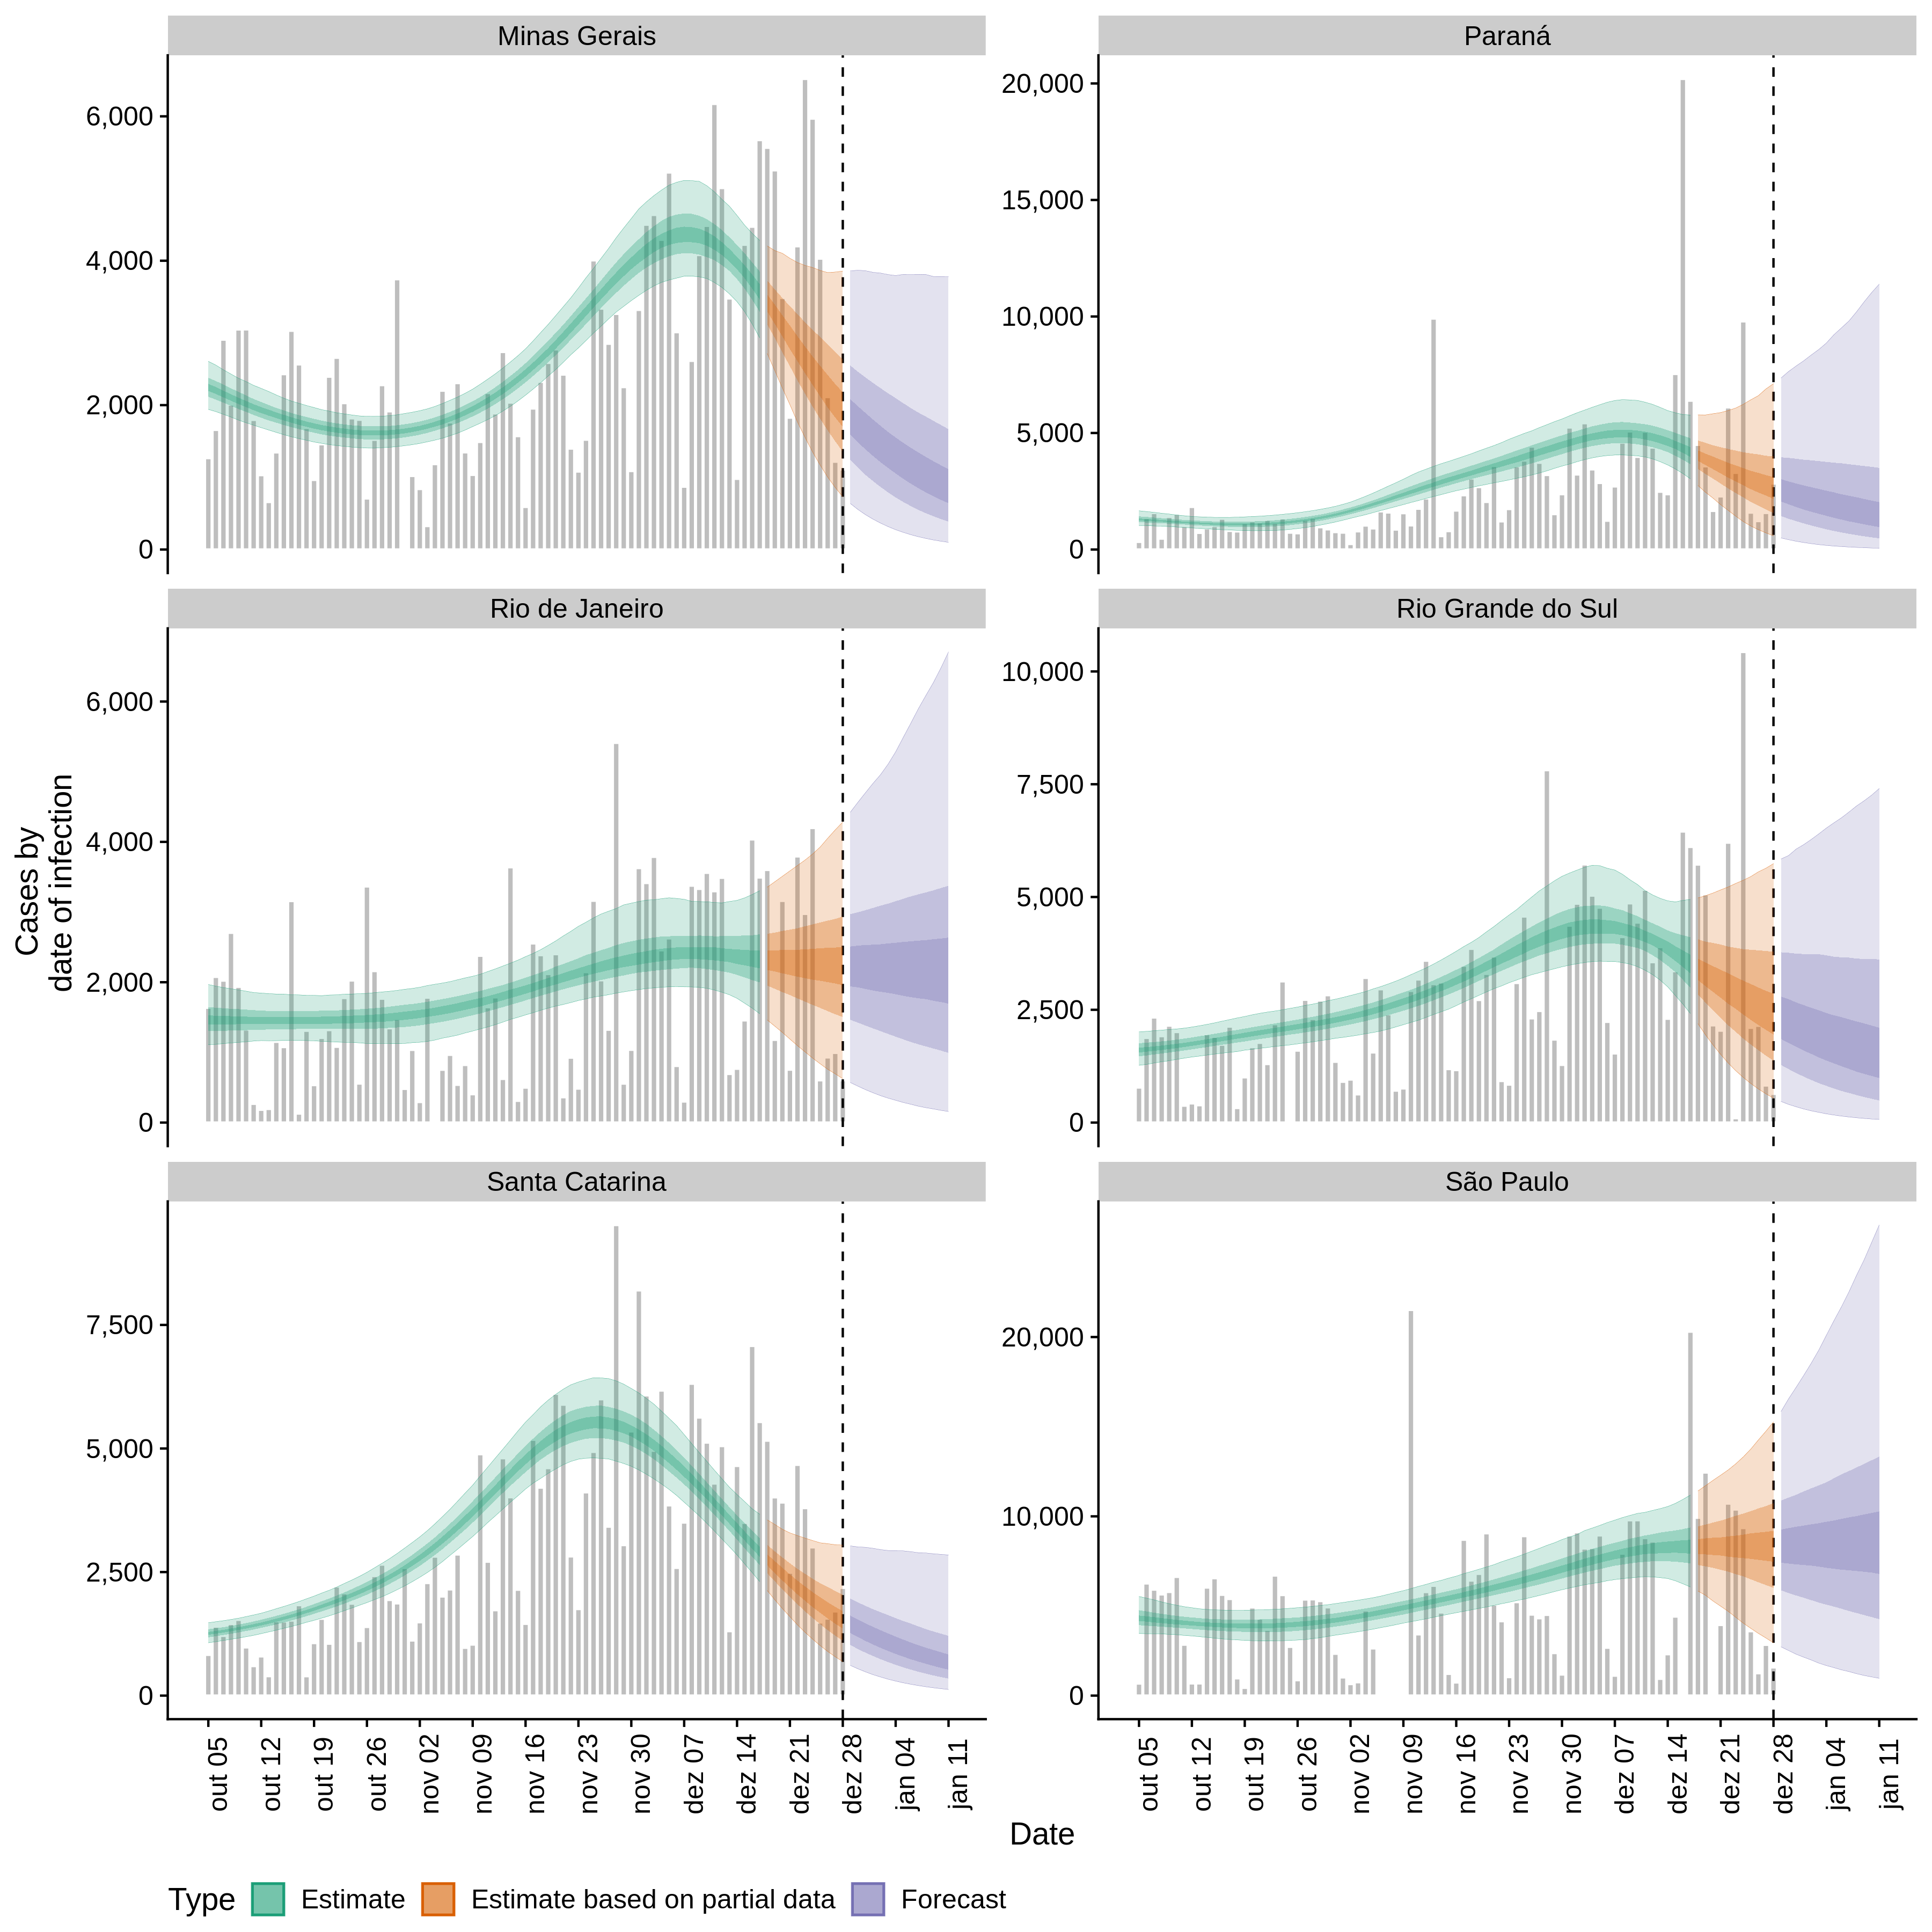 Minas Gerais
Paraná
6,000
4,000
2,000
0
20,000
15,000
10,000
5,000
0
Rio de Janeiro
Rio Grande do Sul
6,000
4,000
2,000
0
10,000
7,500
5,000
2,500
0
Cases by
date of infection
Santa Catarina
São Paulo
7,500
5,000
2,500
0
20,000
10,000
0
out 05
out 12
out 19
out 26
nov 02
nov 09
nov 16
nov 23
nov 30
dez 07
dez 14
dez 21
dez 28
jan 04
jan 11
out 05
out 12
out 19
out 26
nov 02
nov 09
nov 16
nov 23
nov 30
dez 07
dez 14
dez 21
dez 28
jan 04
jan 11
Date
Type Estimate Estimate based on partial data Forecast